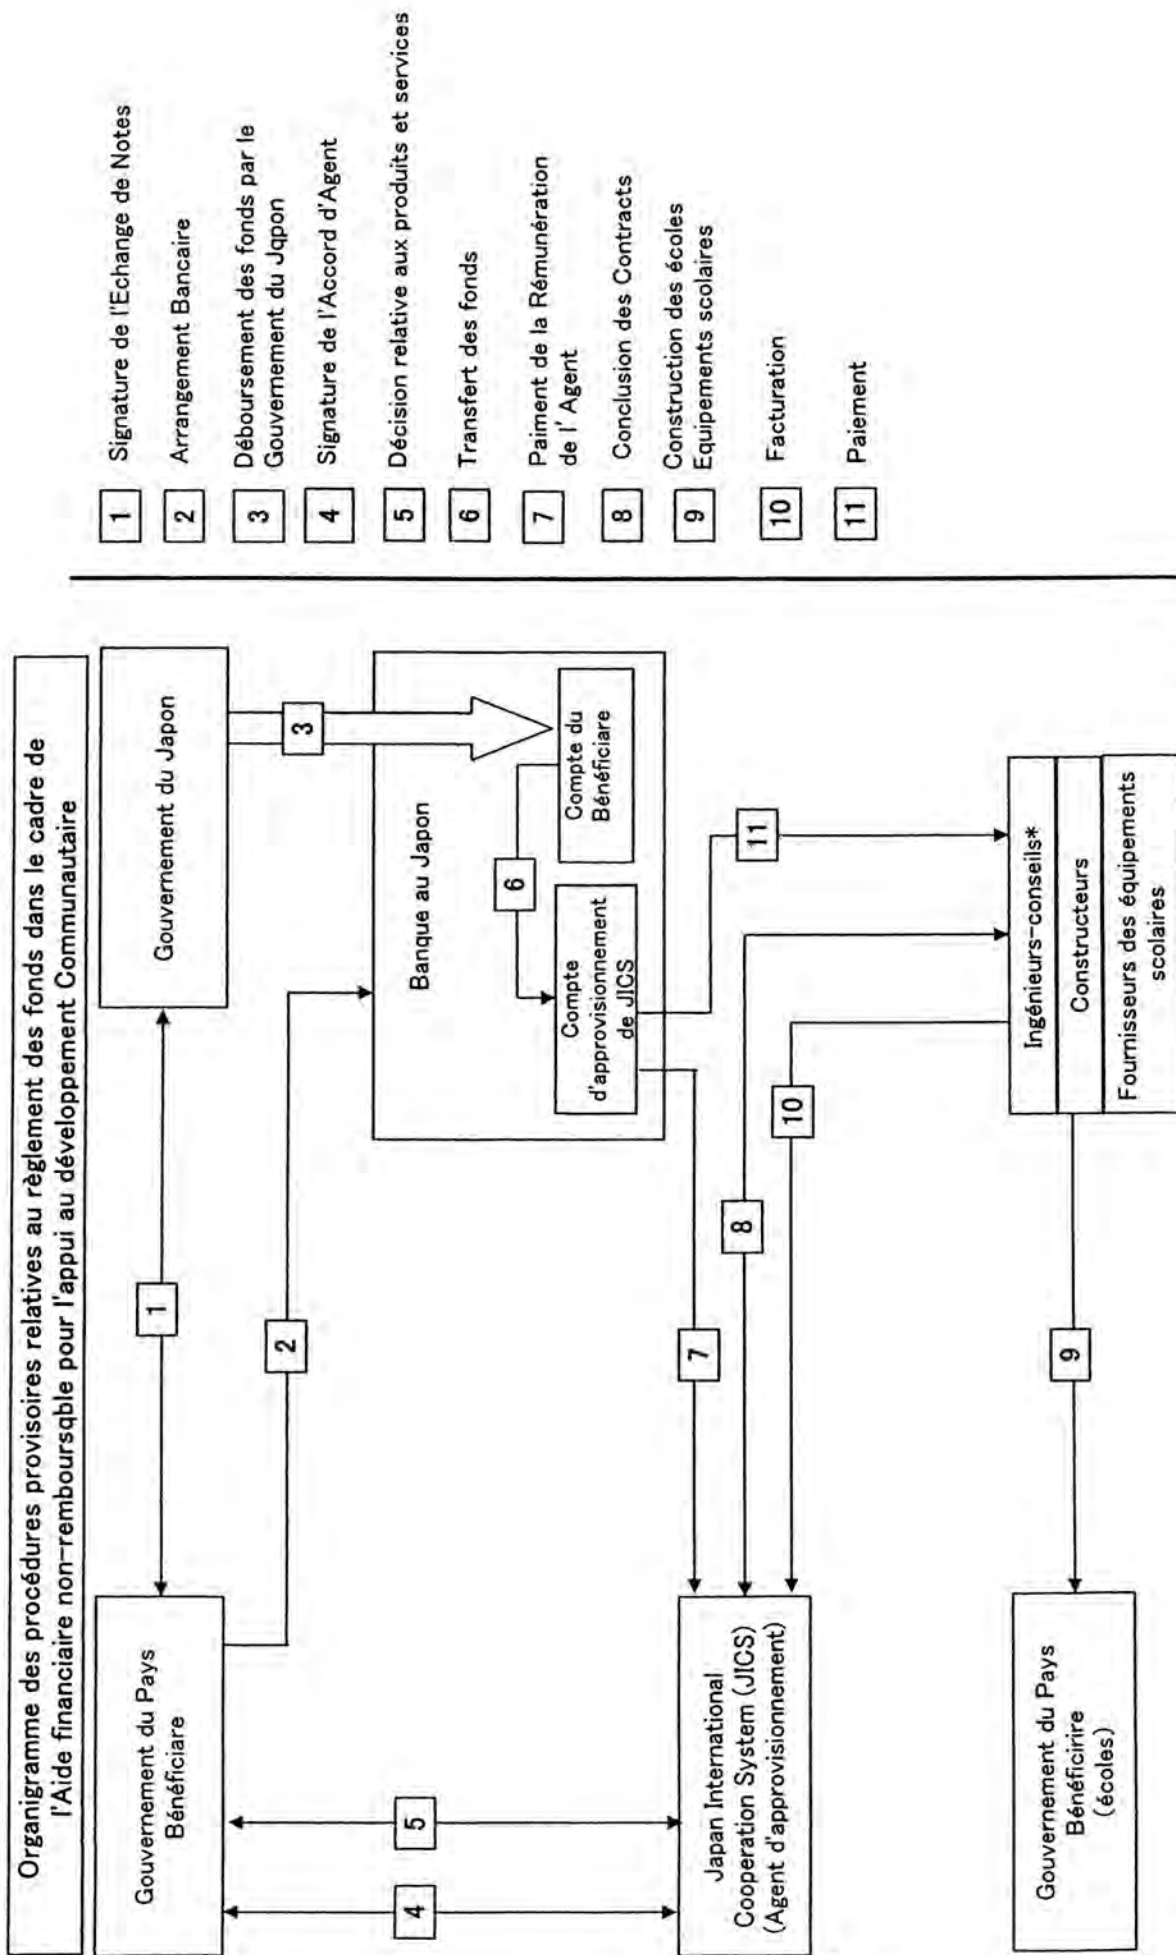 Organigramme des procédures provisoires relatives au règlement des fonds dans le cadre de
l'Aide financiaire non-remboursqble pour l'appui au développement Communautaire
Gouvernement du Pays
Bénéficiare
1
Gouvernement du Japon
2
3
4
5
Banque au Japon
6
Compte
d'approvisionnement
de JICS
Compte du
Bénéficiare
Japan International
Cooperation System (JICS)
(Agent d'approvisionnement)
7
8
10
11
Gouvernement du Pays
Bénéficirire
(écoles)
9
Ingénieurs-conseils*
Constructeurs
Fournisseurs des équipements
scolaires
1 Signature de l'Echange de Notes
2 Arrangement Bancaire
3 Déboursement des fonds par le
Gouvernement du Jqpon
4 Signature de l'Accord d'Agent
5 Décision relative aux produits et services
6 Transfert des fonds
7 Paiment de la Rémunération
de l' Agent
8 Conclusion des Contracts
9 Construction des écoles
Equipements scolaires
10 Facturation
11 Paiement